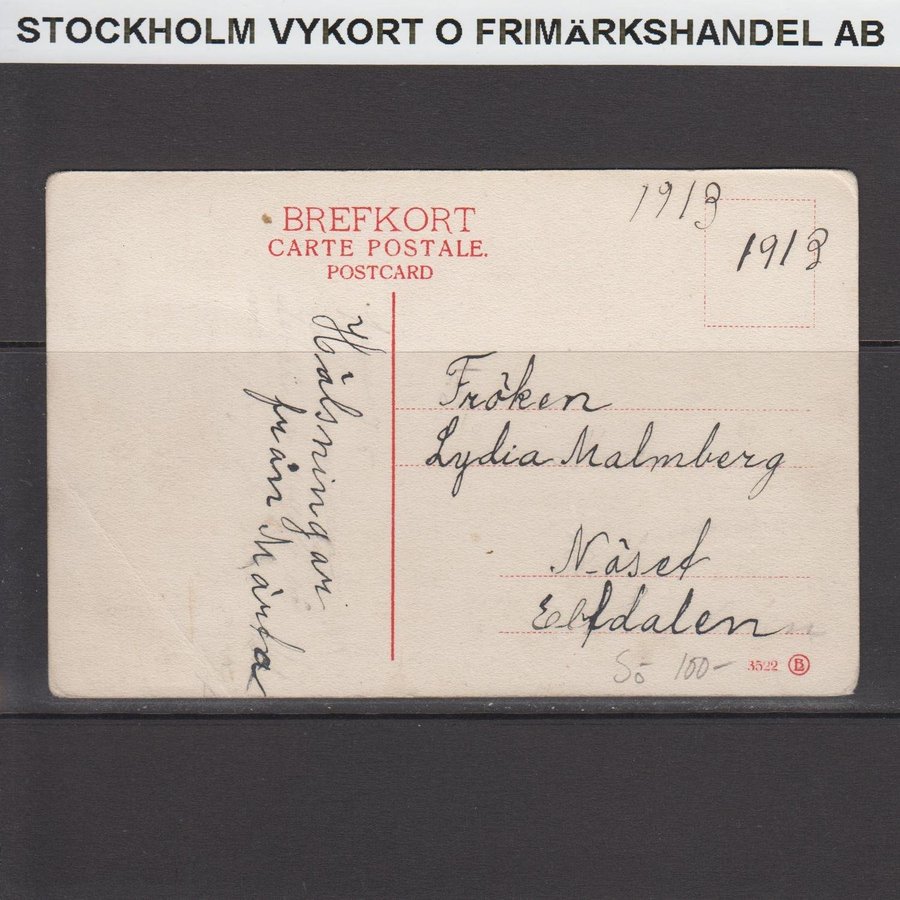 STOCKHOLM VYKORT O FRIMÄRKSHANDEL AB
BREFKORT
CARTE POSTALE.
POSTCARD
1913
1913
Hälsningar
från Märta
Fröken
Lydia Malmberg
Näset
Elfdalen
Sö 100-
3522 B